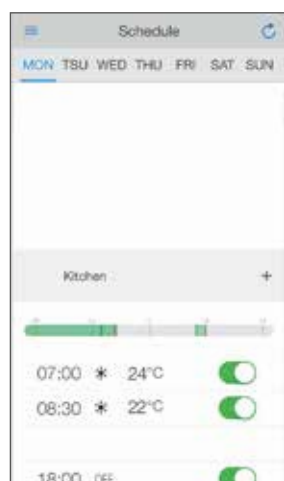 Schedule
MON TSU WED THU FRI SAT SUN
Kitchen +
07:00 24°C
08:30 22°C
18:00 OFF